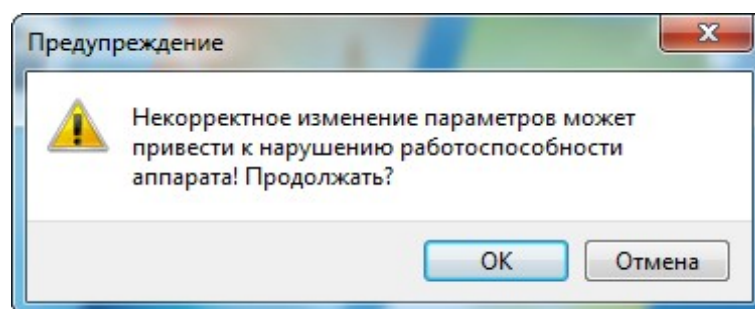 Предупреждение
Некорректное изменение параметров может
привести к нарушению работоспособности
аппарата! Продолжать?
OK
Отмена